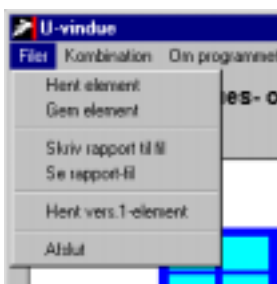 U-vindue
Filer Kombination Om programmet
Hent element
Gem element
es- o
Skriv rapport til fil
Se rapport-fil
Hent vers.1-element
Afslut